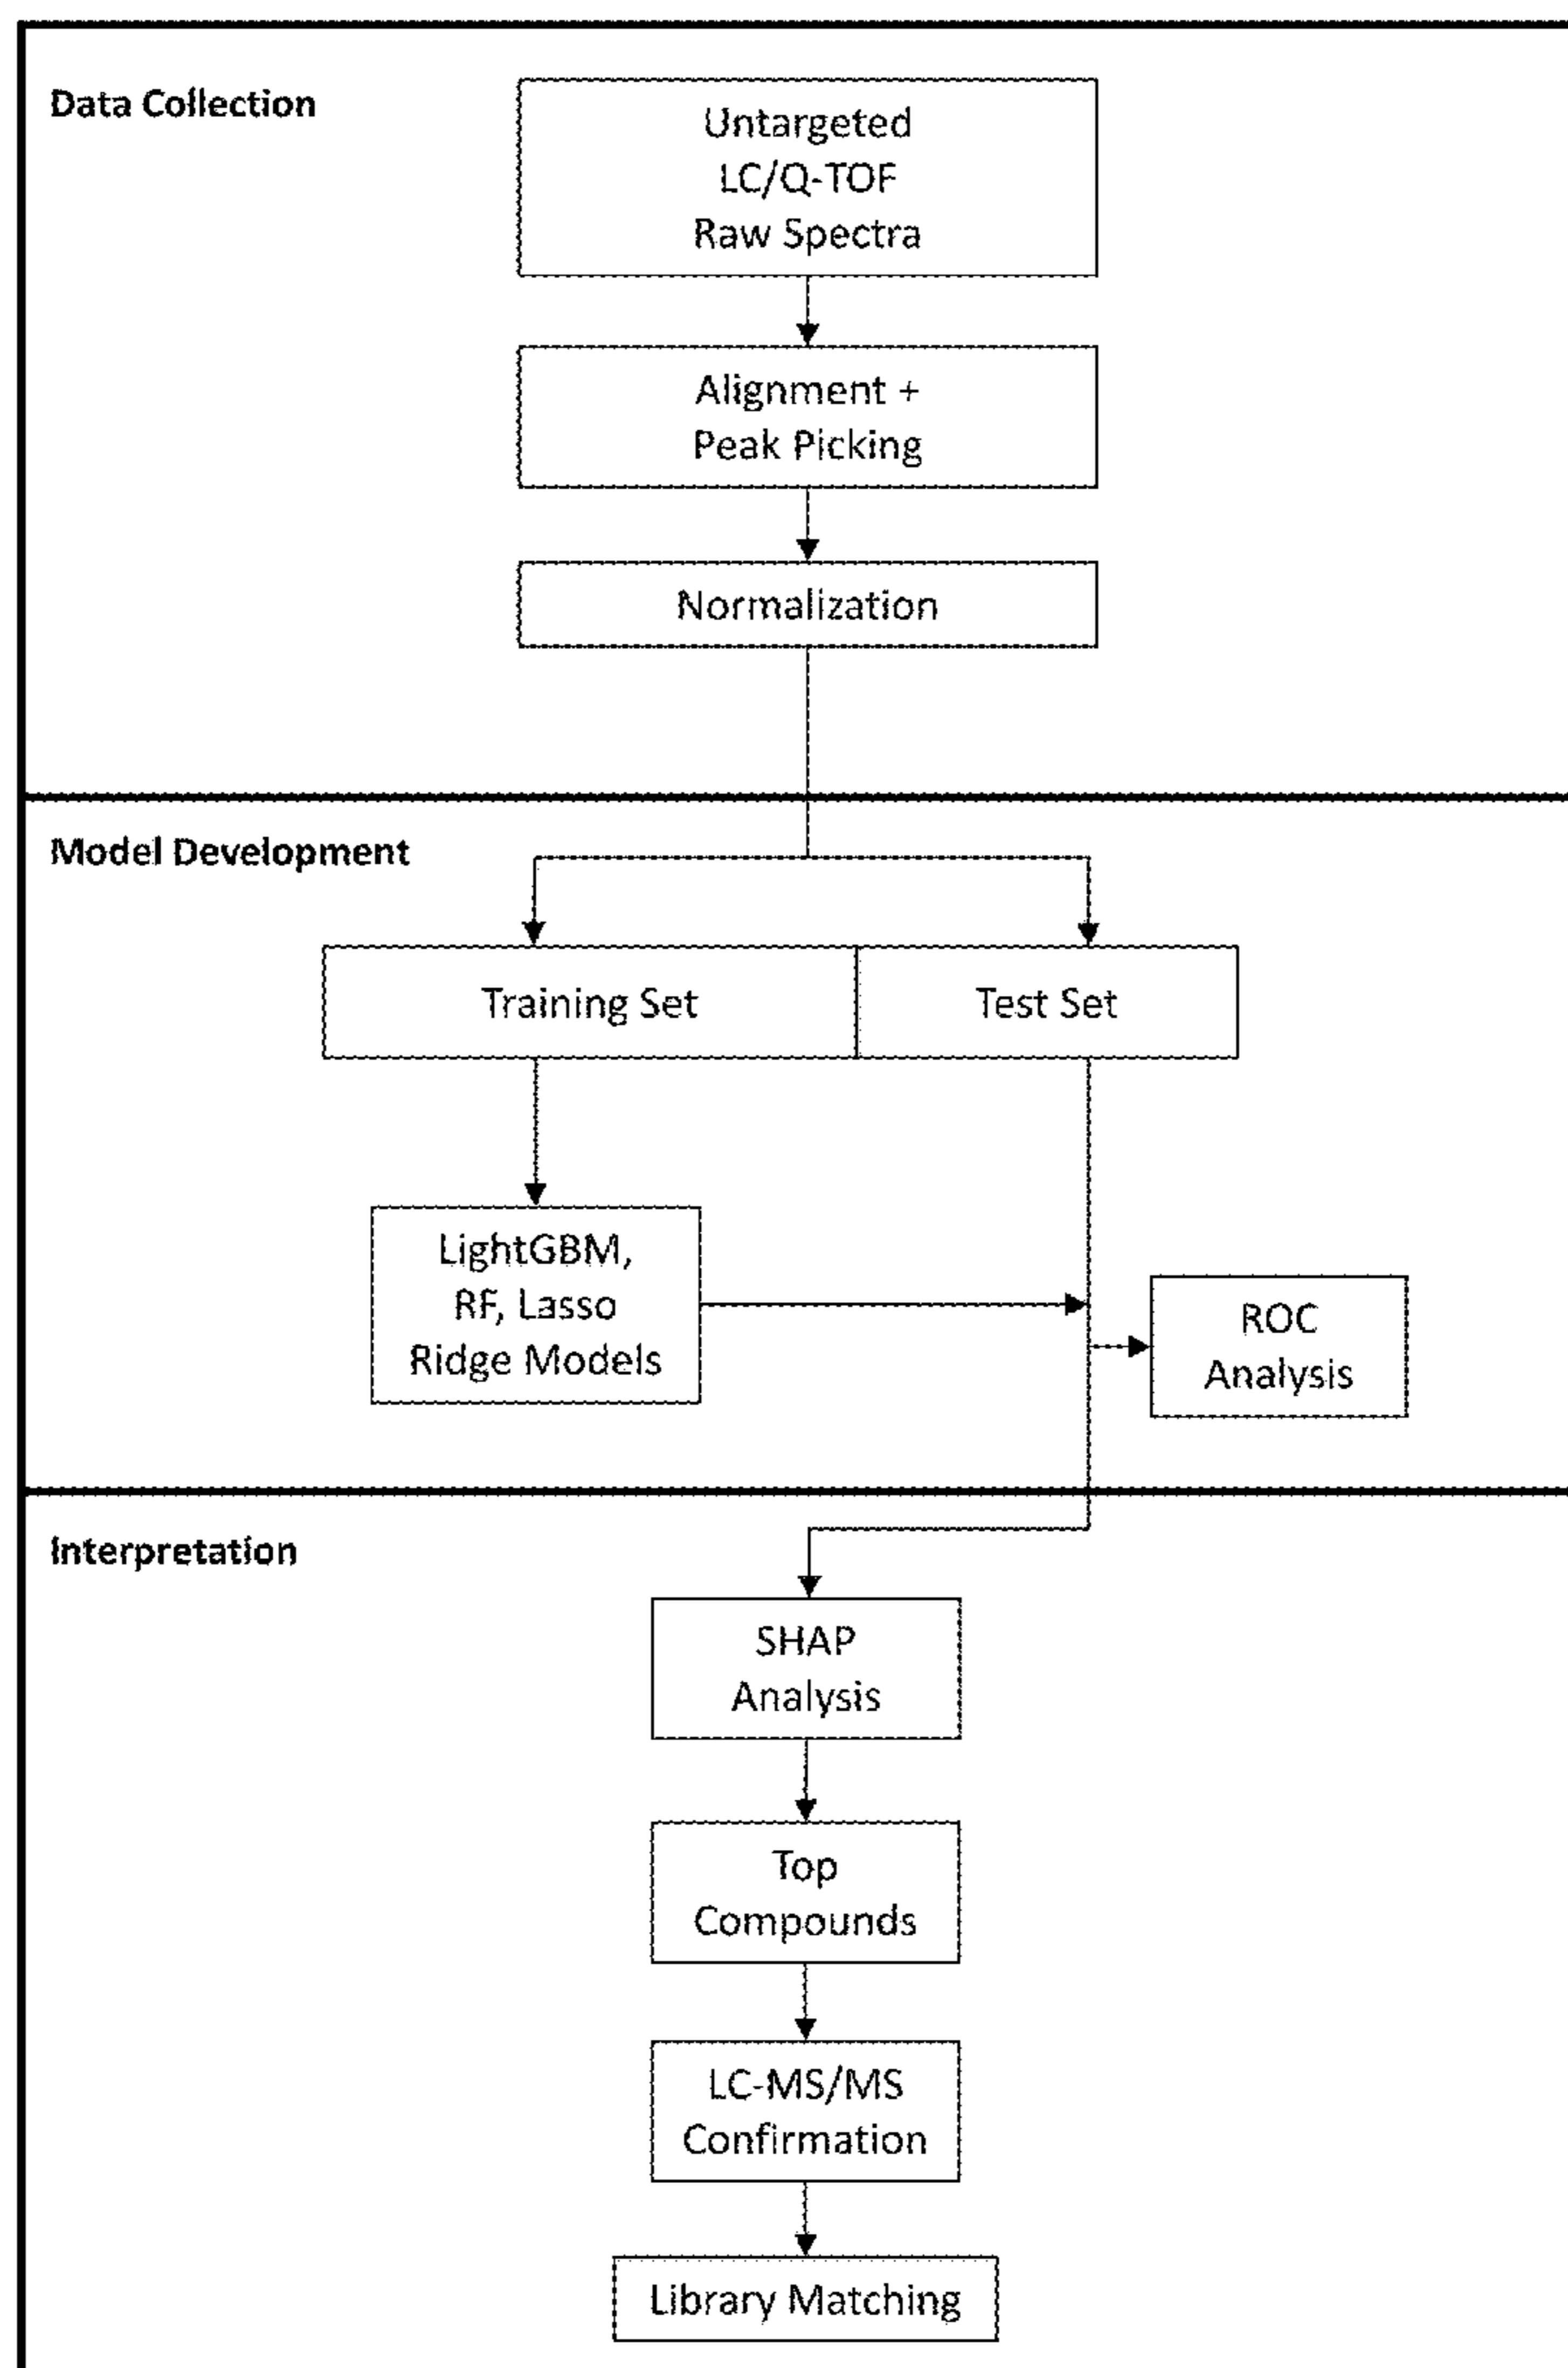 Data Collection
Untargeted
LC/Q-TOF
Raw Spectra
Alignment +
Peak Picking
Normalization
Model Development
Training Set
Test Set
LightGBM,
RF, Lasso
Ridge Models
ROC
Analysis
Interpretation
SHAP
Analysis
Top
Compounds
LC-MS/MS
Confirmation
Library Matching